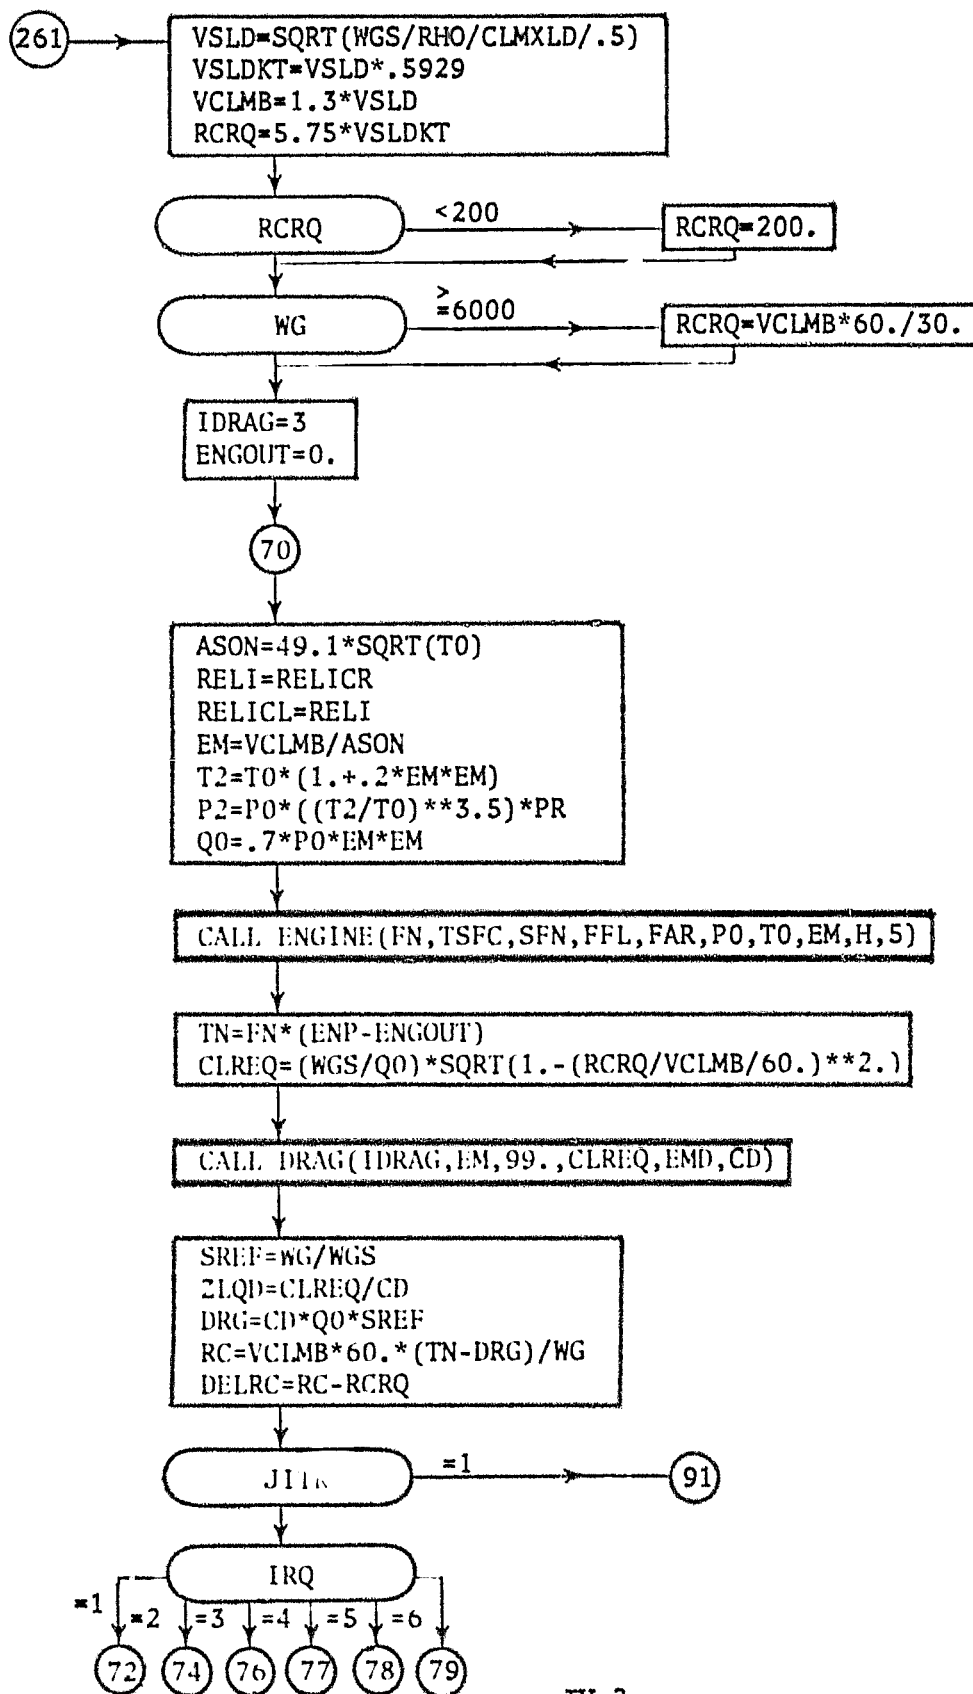 261
VSLD=SQRT(WGS/RHO/CLMXLD/.5)
VSLDKT=VSLD*.5929
VCLMB=1.3*VSLD
RCRQ=5.75*VSLDKT
RCRQ
<200
RCRQ=200.
WG
>
=6000
RCRQ=VCLMB*60./30.
IDRAG=3
ENGOUT=0.
70
ASON=49.1*SQRT(T0)
RELI=RELICR
RELICL=RELI
EM=VCLMB/ASON
T2=T0*(1.+.2*EM*EM)
P2=P0*((T2/T0)**3.5)*PR
Q0=.7*P0*EM*EM
CALL ENGINE(FN,TSFC,SFN,FFL,FAR,P0,T0,EM,H,5)
TN=FN*(ENP-ENGOUT)
CLREQ=(WGS/Q0)*SQRT(1.-(RCRQ/VCLMB/60.)**2.)
CALL DRAG(IDRAG,EM,99.,CLREQ,EMD,CD)
SREF=WG/WGS
ZLQD=CLREQ/CD
DRG=CD*Q0*SREF
RC=VCLMB*60.*(TN-DRG)/WG
DELRC=RC-RCRQ
=1
91
IRQ
=1 =2 =3 =4 =5 =6
72 74 76 77 78 79